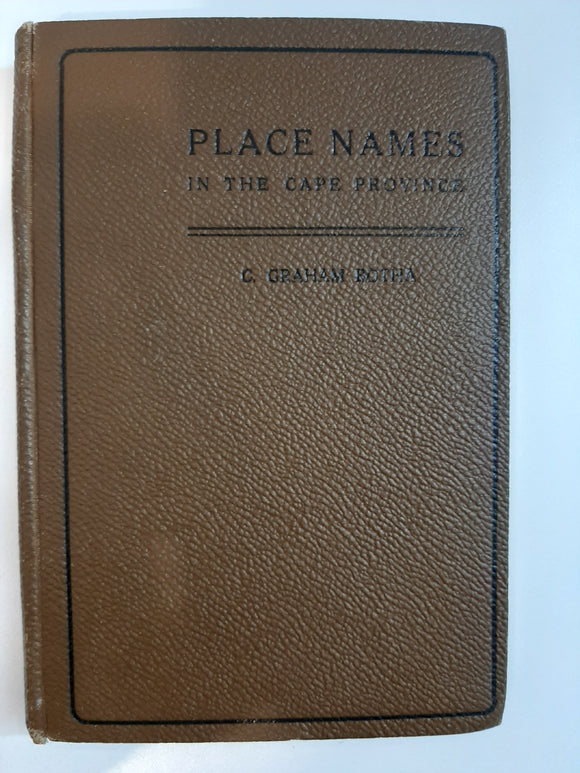 PLACE NAMES
IN THE CAPE PROVINCE
C. GRAHAM BOTHA